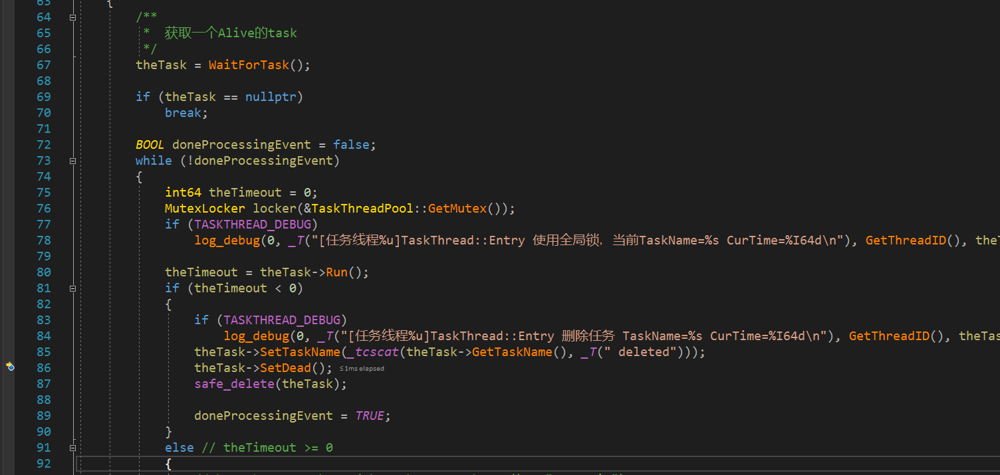 63 {
64 /**
65 * 获取一个Alive的task
66 */
67 theTask = WaitForTask();
68
69 if (theTask == nullptr)
70 break;
71
72 BOOL doneProcessingEvent = false;
73 while (!doneProcessingEvent)
74 {
75 int64 theTimeout = 0;
76 MutexLocker locker(&TaskThreadPool::GetMutex());
77 if (TASKTHREAD_DEBUG)
78 log_debug(0, _T("[任务线程%u]TaskThread::Entry 使用全局锁，当前TaskName=%s CurTime=%I64d\n"), GetThreadID(), the
79
80 theTimeout = theTask->Run();
81 if (theTimeout < 0)
82 {
83 if (TASKTHREAD_DEBUG)
84 log_debug(0, _T("[任务线程%u]TaskThread::Entry 删除任务 TaskName=%s CurTime=%I64d\n"), GetThreadID(), theTas
85 theTask->SetTaskName(_tcscat(theTask->GetTaskName(), _T(" deleted")));
86 theTask->SetDead(); ≤1ms elapsed
87 safe_delete(theTask);
88
89 doneProcessingEvent = TRUE;
90 }
91 else // theTimeout >= 0
92 {